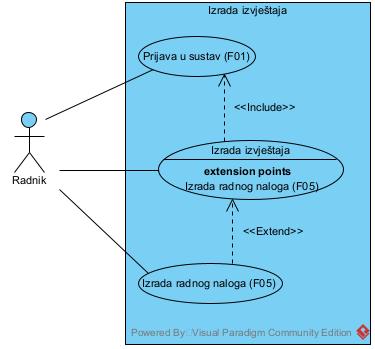 Izrada izvještaja
Prijava u sustav (F01)
<<Include>>
Izrada izvještaja
extension points
Izrada radnog naloga (F05)
Radnik
<<Extend>>
Izrada radnog naloga (F05)
Powered By Visual Paradigm Community Edition